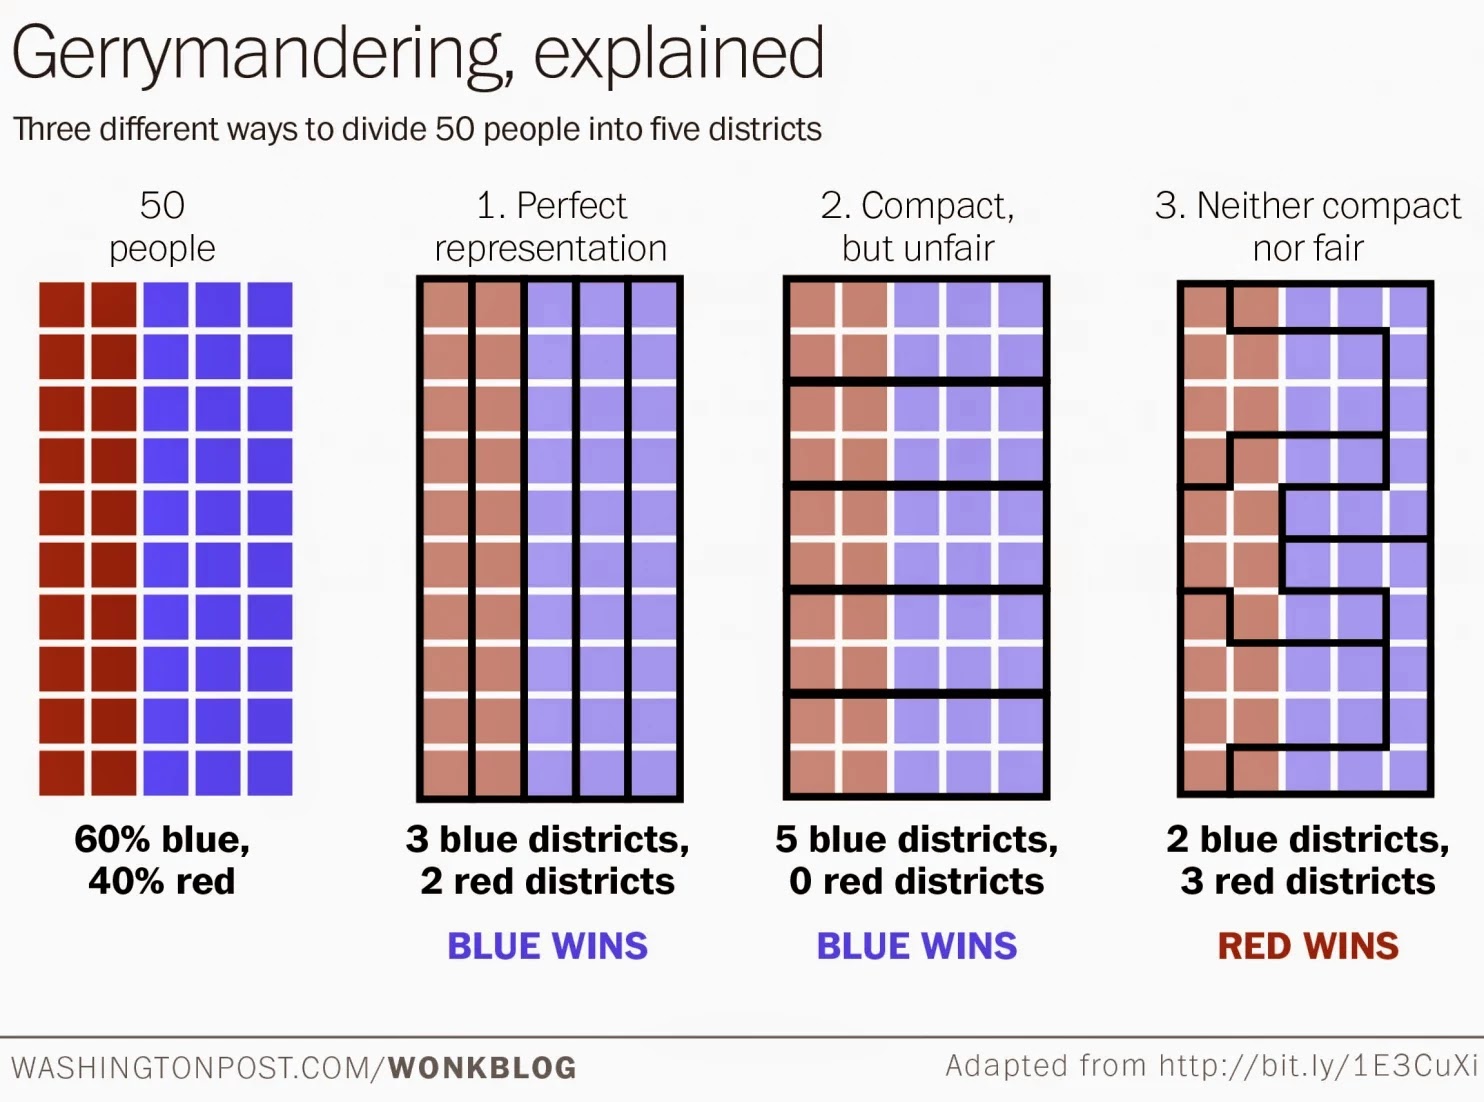 Gerrymandering, explained
Three different ways to divide 50 people into five districts
50
people
1. Perfect
representation
2. Compact,
but unfair
3. Neither compact
nor fair
60% blue,
40% red
3 blue districts,
2 red districts
BLUE WINS
5 blue districts,
0 red districts
BLUE WINS
2 blue districts,
3 red districts
RED WINS
WASHINGTONPOST.COM/WONKBLOG
Adapted from http://bit.ly/1E3CuXi